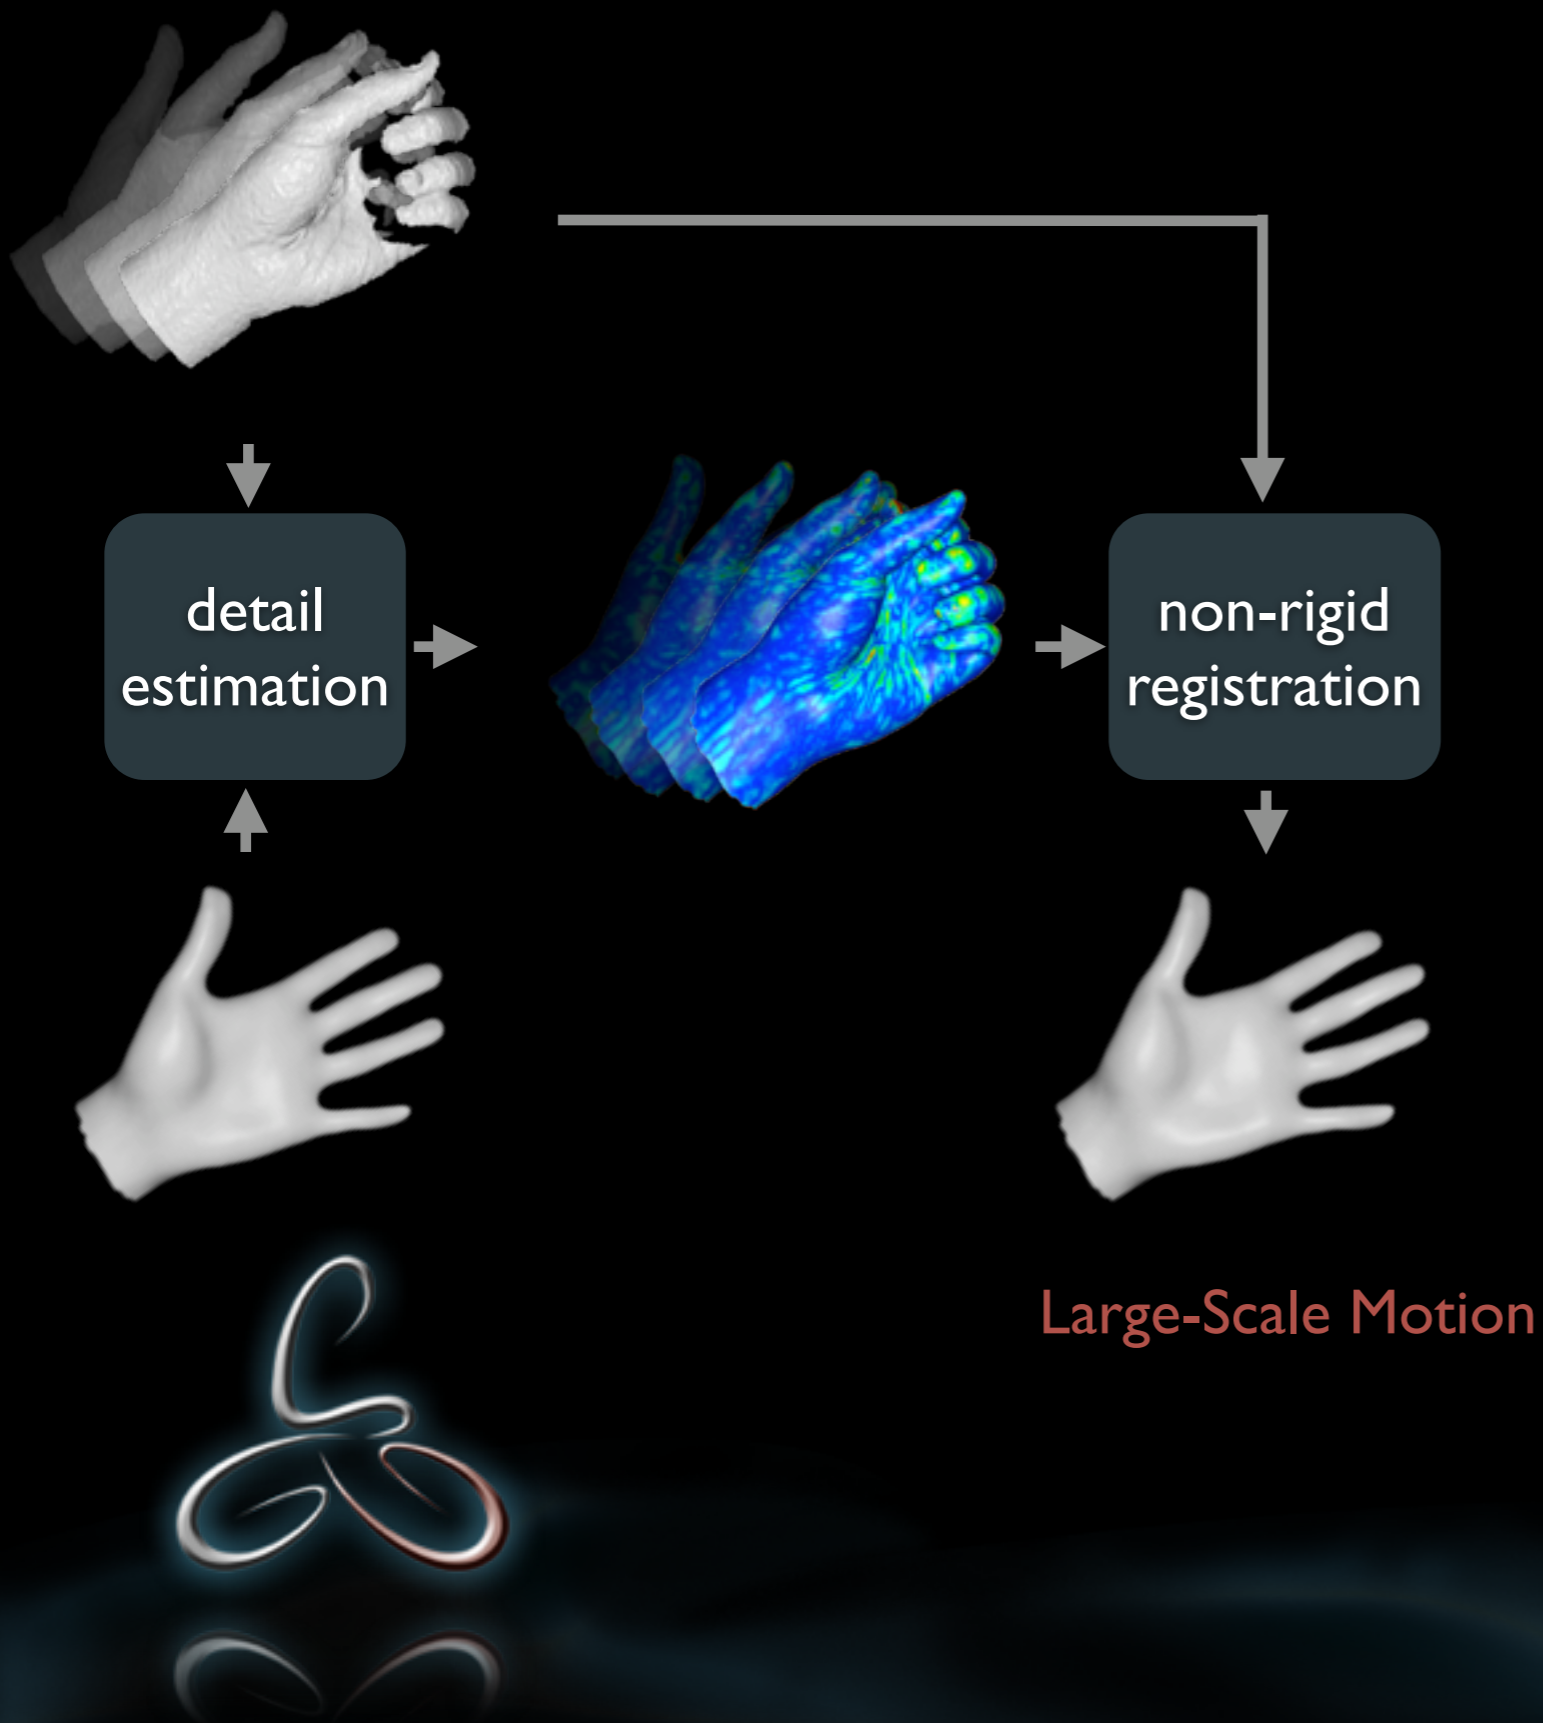 detail
estimation
non-rigid
registration
Large-Scale Motion